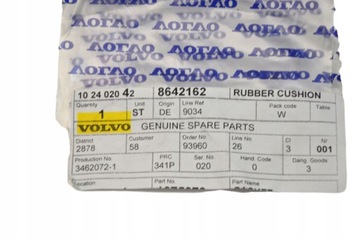 VOLVO VOLVO VOLVO
VOLVO VOLVO VOLVO
VOLVO VOLVO VOLVO VOLVO
10 24 020 42 8642162 RUBBER CUSHION
Quantity Unit Origin Line Ref Pack code Table
1 ST DE 9034 W
VOLVO GENUINE SPARE PARTS
District Customer Order No Line Cl Nr
2878 58 93960 26 3 001
Production No. PRC Ser. No Hand. Code Dang. Goods
3462072-1 341P 020 0 3
Location